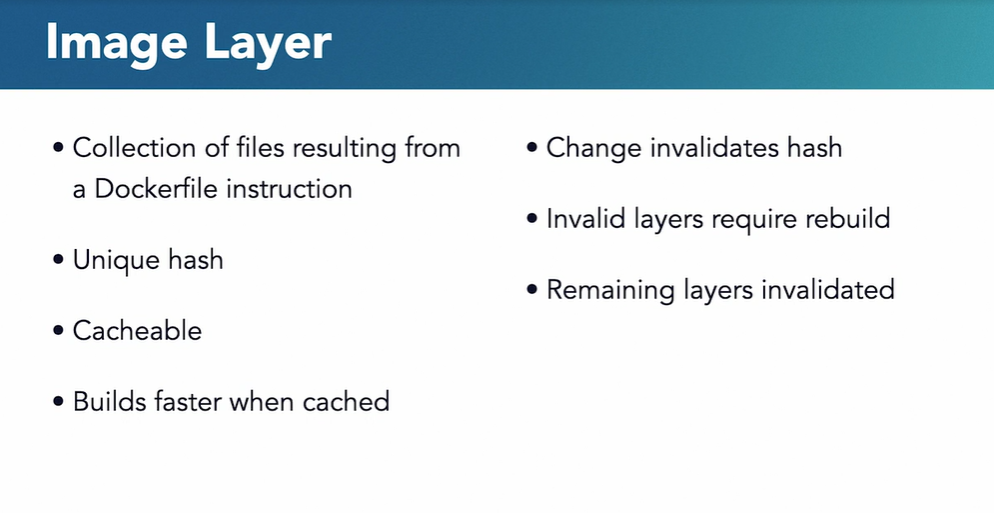 Image Layer
• Collection of files resulting from
a Dockerfile instruction
• Unique hash
• Cacheable
• Builds faster when cached
• Change invalidates hash
• Invalid layers require rebuild
• Remaining layers invalidated